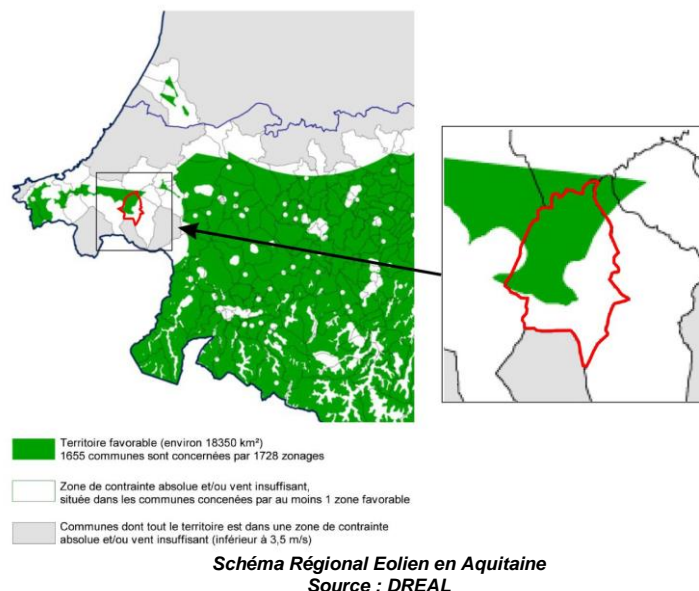 Territoire favorable (environ 18350 km²)
1655 communes sont concernées par 1728 zonages
Zone de contrainte absolue et/ou vent insuffisant,
située dans les communes concenées par au moins 1 zone favorable
Communes dont tout le territoire est dans une zone de contrainte
absolue et/ou vent insuffisant (inférieur à 3,5 m/s)
Schéma Régional Eolien en Aquitaine
Source : DREAL